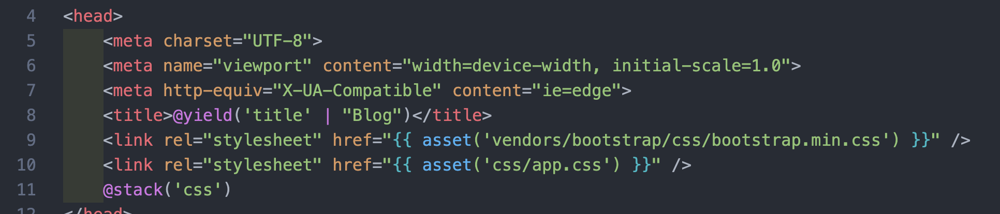 4 <head>
5 <meta charset="UTF-8">
6 <meta name="viewport" content="width=device-width, initial-scale=1.0">
7 <meta http-equiv="X-UA-Compatible" content="ie=edge">
8 <title>@yield('title' | "Blog")</title>
9 <link rel="stylesheet" href="{{ asset('vendors/bootstrap/css/bootstrap.min.css') }}" />
10 <link rel="stylesheet" href="{{ asset('css/app.css') }}" />
11 @stack('css')
12 </head>